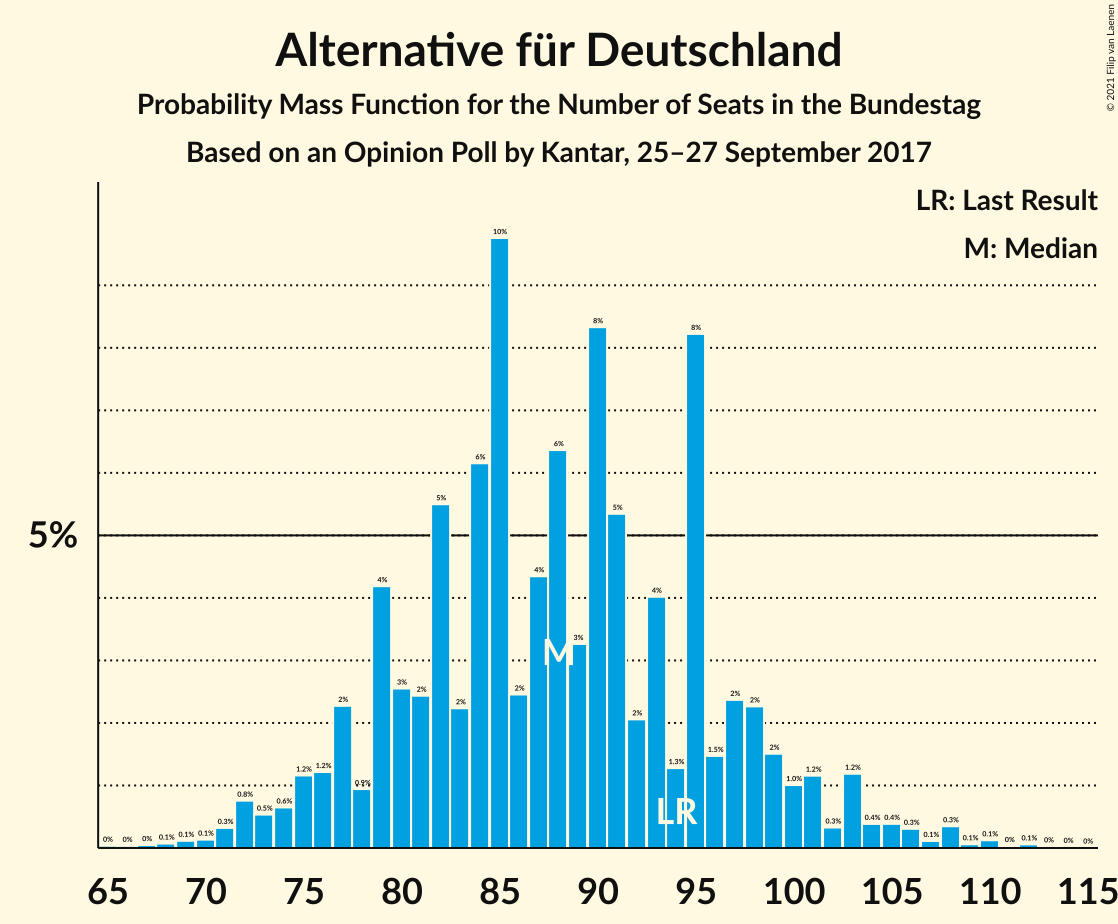 Alternative für Deutschland
Probability Mass Function for the Number of Seats in the Bundestag
Based on an Opinion Poll by Kantar, 25–27 September 2017
© 2021 Filip van Laenen
LR: Last Result
M: Median
5%
0% 0% 0% 0.1% 0.1% 0.1% 0.3% 0.8% 0.5% 0.6% 1.2% 1.2% 2% 0.9% 4% 3% 2% 5% 2% 6% 10% 2% 4% 6% 3% 8% 5% 2% 4% 1.3% 8% 1.5% 2% 2% 2% 1.0% 1.2% 0.3% 1.2% 0.4% 0.4% 0.3% 0.1% 0.3% 0.1% 0.1% 0% 0.1% 0% 0% 0%
M
LR
65 70 75 80 85 90 95 100 105 110 115